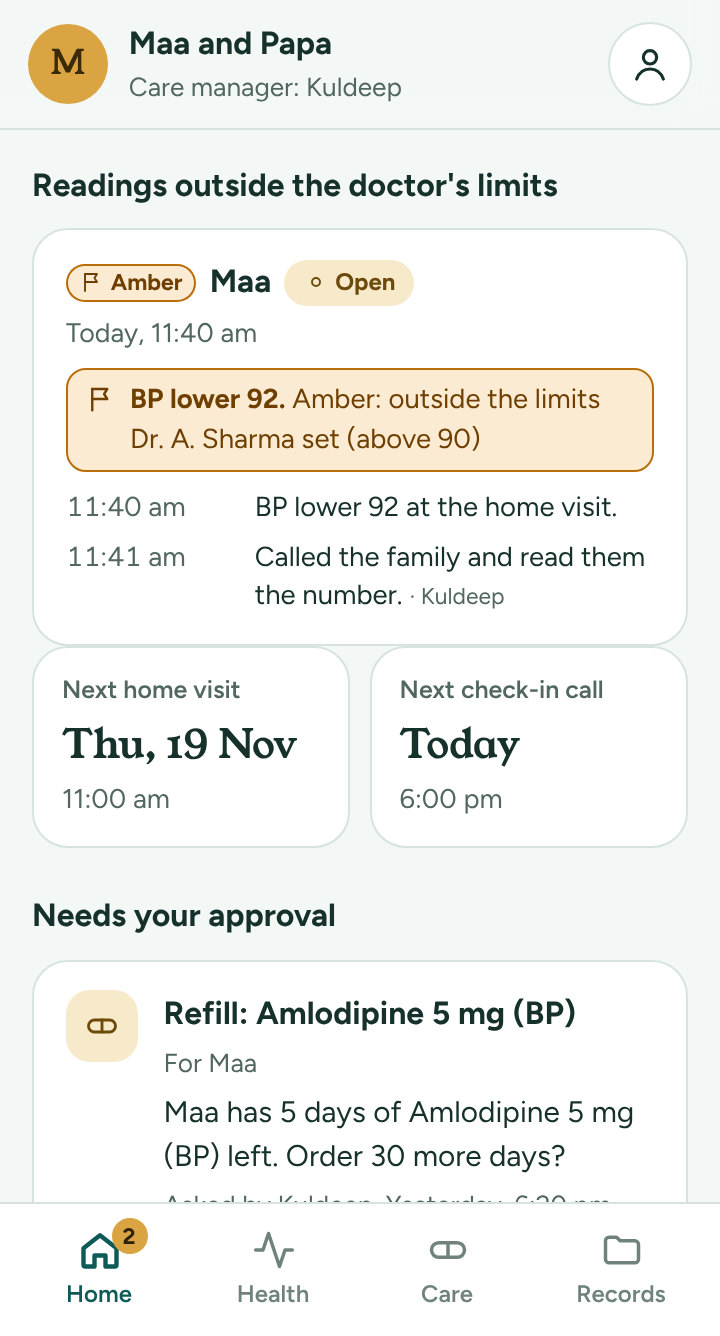 M
Maa and Papa
Care manager: Kuldeep
Readings outside the doctor's limits
Amber Maa Open
Today, 11:40 am
BP lower 92. Amber: outside the limits
Dr. A. Sharma set (above 90)
11:40 am BP lower 92 at the home visit.
11:41 am Called the family and read them
the number. · Kuldeep
Next home visit
Thu, 19 Nov
11:00 am
Next check-in call
Today
6:00 pm
Needs your approval
Refill: Amlodipine 5 mg (BP)
For Maa
Maa has 5 days of Amlodipine 5 mg
(BP) left. Order 30 more days?
Asked by Kuldeep, Yesterday,
2
Home
Health
Care
Records